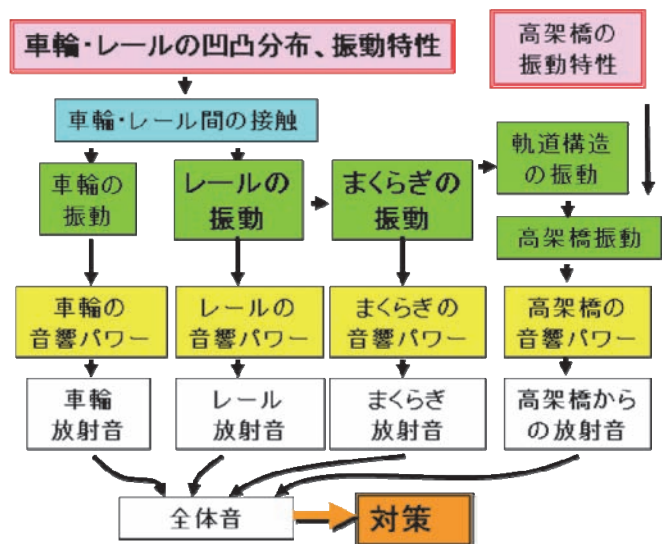 車輪・レールの凹凸分布、振動特性
高架橋の
振動特性
車輪・レール間の接触
車輪の
振動
レールの
振動
まくらぎの
振動
軌道構造
の振動
高架橋振動
車輪の
音響パワー
レールの
音響パワー
まくらぎの
音響パワー
高架橋の
音響パワー
車輪
放射音
レール
放射音
まくらぎ
放射音
高架橋から
の放射音
全体音
対策